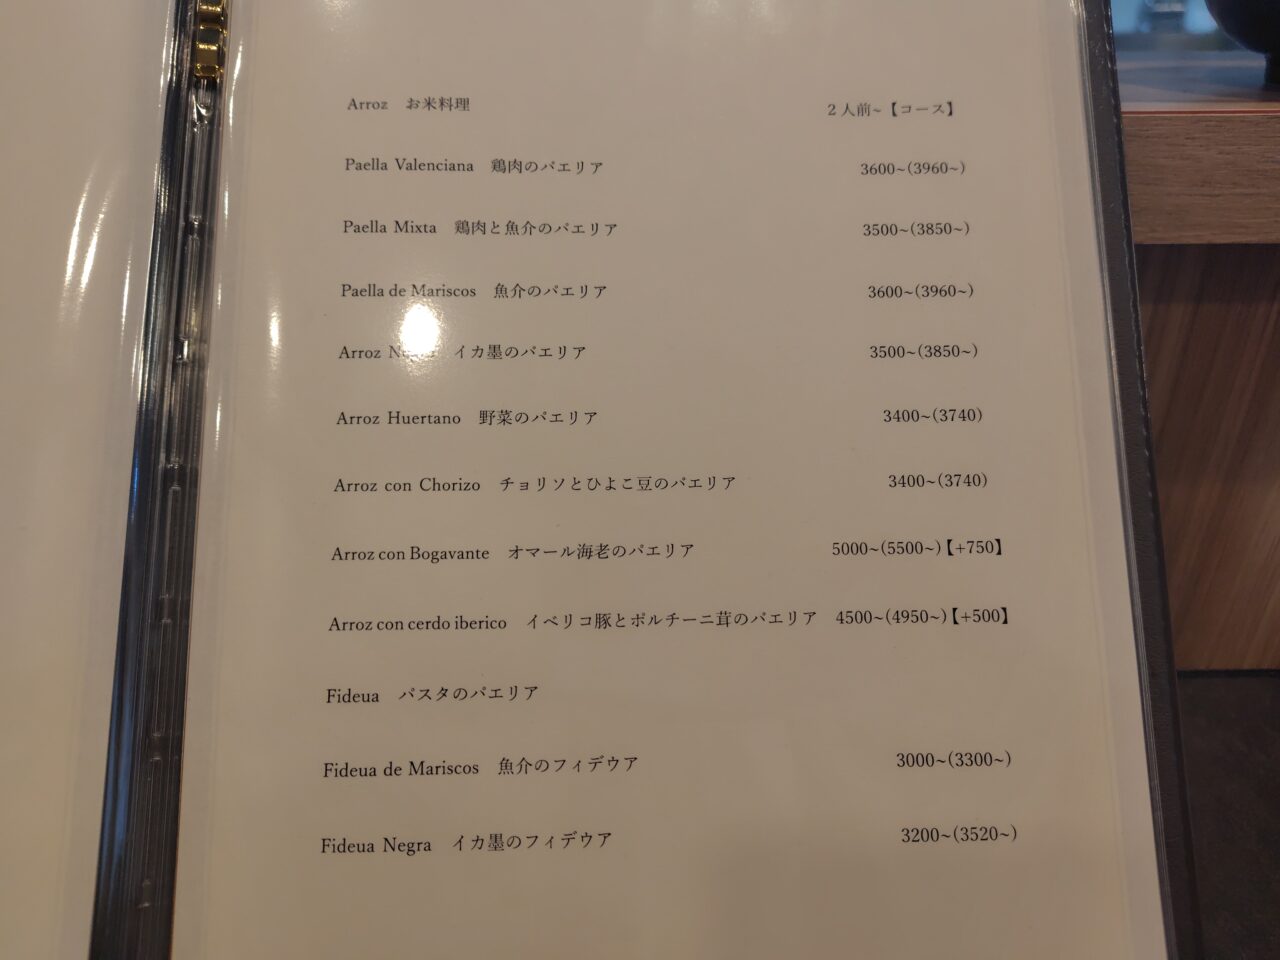 Arroz お米料理 2人前~【コース】
Paella Valenciana 鶏肉のパエリア 3600~(3960~)
Paella Mixta 鶏肉と魚介のパエリア 3500~(3850~)
Paella de Mariscos 魚介のパエリア 3600~(3960~)
Arroz イカ墨のパエリア 3500~(3850~)
Arroz Huertano 野菜のパエリア 3400~(3740)
Arroz con Chorizo チョリソとひよこ豆のパエリア 3400~(3740)
Arroz con Bogavante オマール海老のパエリア 5000~(5500~)【+750】
Arroz con cerdo iberico イベリコ豚とポルチーニ茸のパエリア 4500~(4950~)【+500】
Fideua パスタのパエリア
Fideua de Mariscos 魚介のフィデウア 3000~(3300~)
Fideua Negra イカ墨のフィデウア 3200~(3520~)